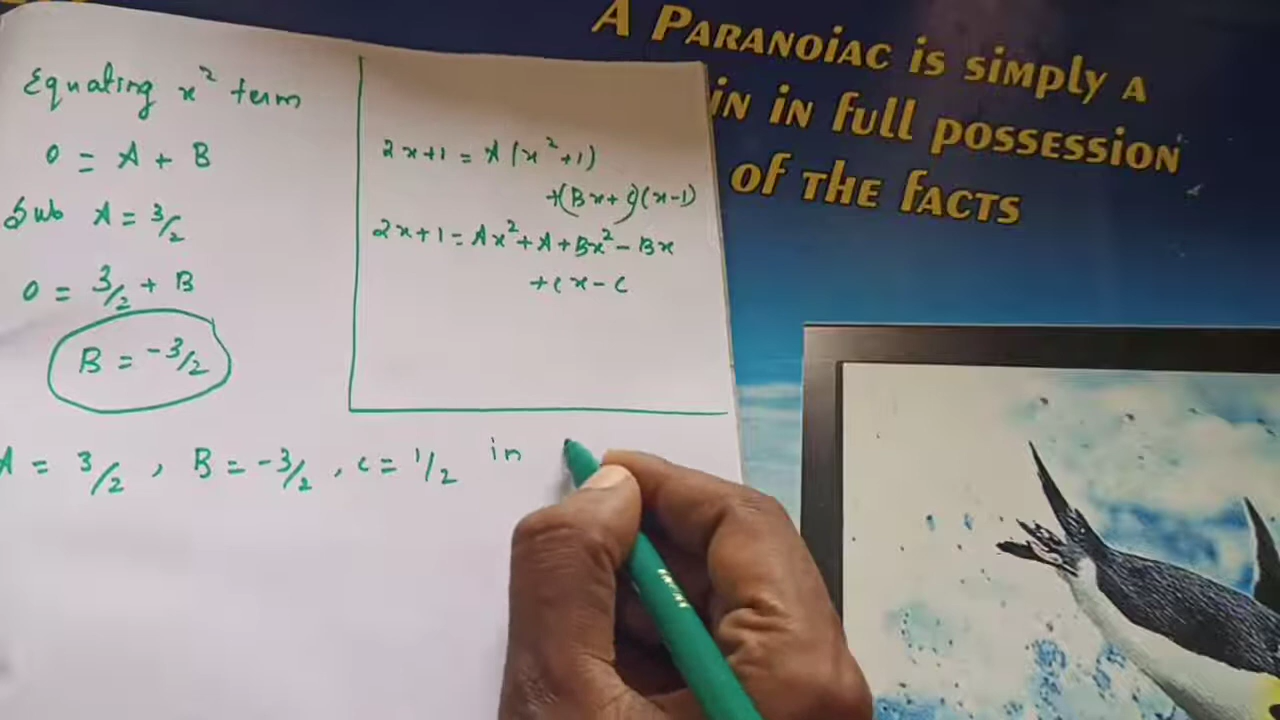 A PARANOiAC is simply A
in in full possession
of THE fACTS
Equating x² term
0 = A + B
Sub A = 3/2
0 = 3/2 + B
B = -3/2
2x+1 = A(x²+1)
+(Bx+c)(x-1)
2x+1 = Ax²+A+Bx²-Bx
+cx-c
A = 3/2, B = -3/2, c = 1/2 in